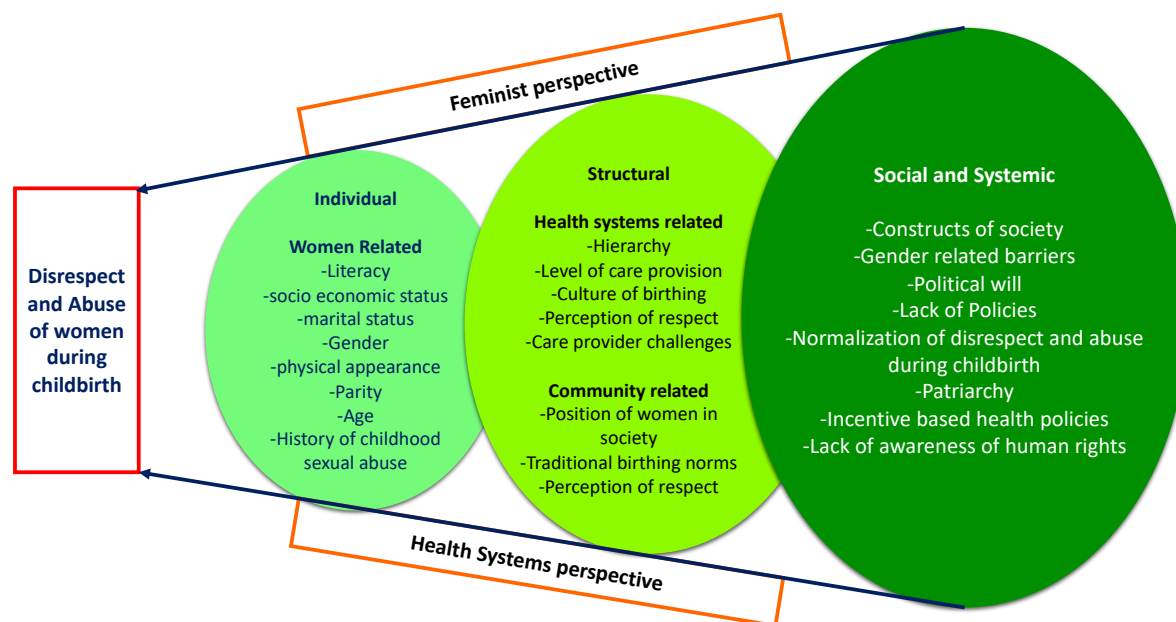 Feminist perspective
Disrespect
and Abuse
of women
during
childbirth
Individual
Women Related
-Literacy
-socio economic status
-marital status
-Gender
-physical appearance
-Parity
-Age
-History of childhood
sexual abuse
Structural
Health systems related
-Hierarchy
-Level of care provision
-Culture of birthing
-Perception of respect
-Care provider challenges
Community related
-Position of women in
society
-Traditional birthing norms
-Perception of respect
Social and Systemic
-Constructs of society
-Gender related barriers
-Political will
-Lack of Policies
-Normalization of disrespect and abuse
during childbirth
-Patriarchy
-Incentive based health policies
-Lack of awareness of human rights
Health Systems perspective